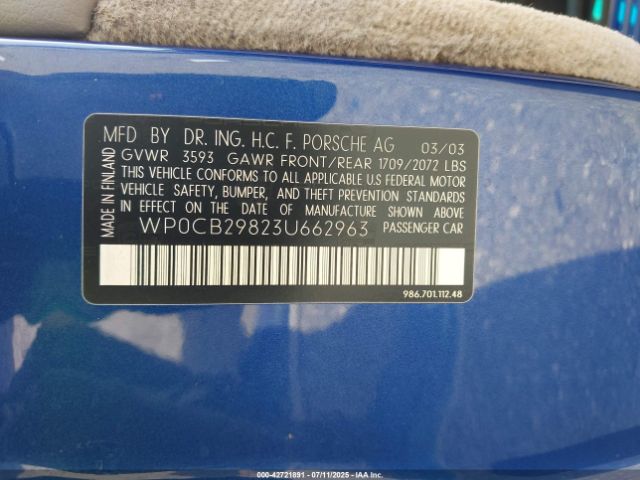 MFD BY DR. ING. H.C. F. PORSCHE AG 03/03
GVWR 3593 GAWR FRONT/REAR 1709/2072 LBS
THIS VEHICLE CONFORMS TO ALL APPLICABLE U.S FEDERAL MOTOR
VEHICLE SAFETY, BUMPER, AND THEFT PREVENTION STANDARDS
IN EFFECT ON THE DATE OF MANUFACTURE SHOWN ABOVE
WP0CB29823U662963 PASSENGER CAR
MADE IN FINLAND
986.701.112.48
000-42721891 - 07/11/2025 - IAA Inc.